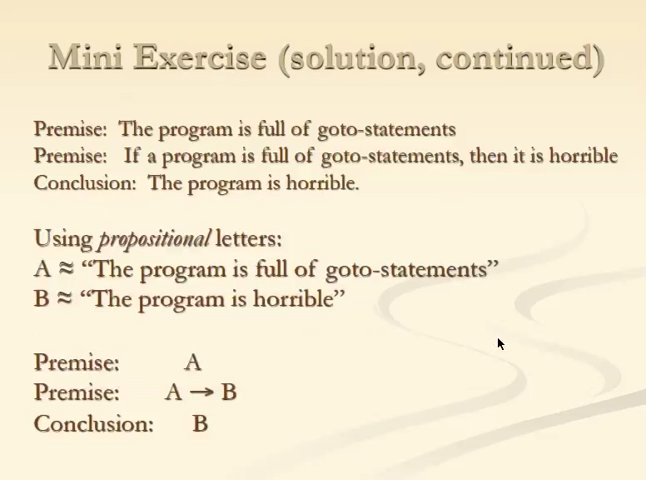 Mini Exercise (solution, continued)
Premise: The program is full of goto-statements
Premise: If a program is full of goto-statements, then it is horrible
Conclusion: The program is horrible.
Using propositional letters:
A ≈ “The program is full of goto-statements”
B ≈ “The program is horrible”
Premise: A
Premise: A → B
Conclusion: B